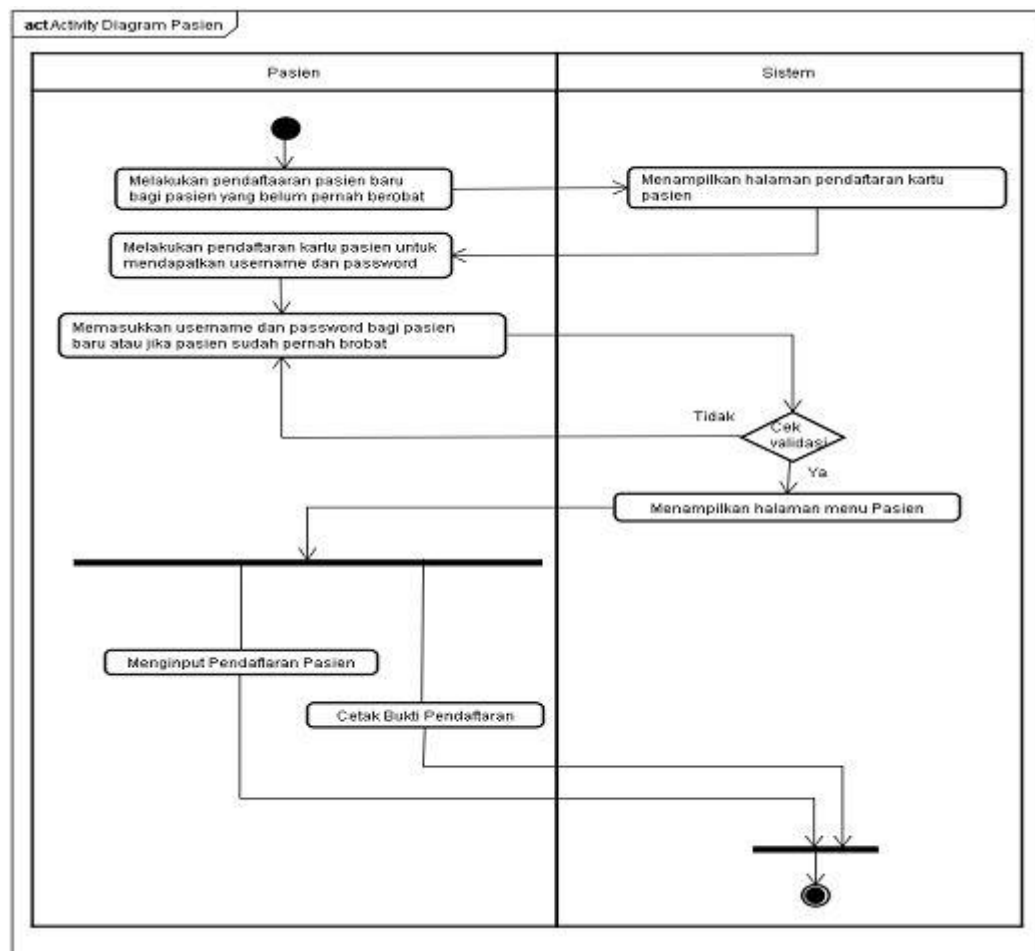 act Activity Diagram Pasien
Pasien
Sistem
Melakukan pendaftaaran pasien baru
bagi pasien yang belum pernah berobat
Menampilkan halaman pendaftaran kartu
pasien
Melakukan pendaftaran kartu pasien untuk
mendapatkan username dan password
Memasukkan username dan password bagi pasien
baru atau jika pasien sudah pernah brobat
Tidak
Cek
validasi
Ya
Menampilkan halaman menu Pasien
Menginput Pendaftaran Pasien
Cetak Bukti Pendaftaran